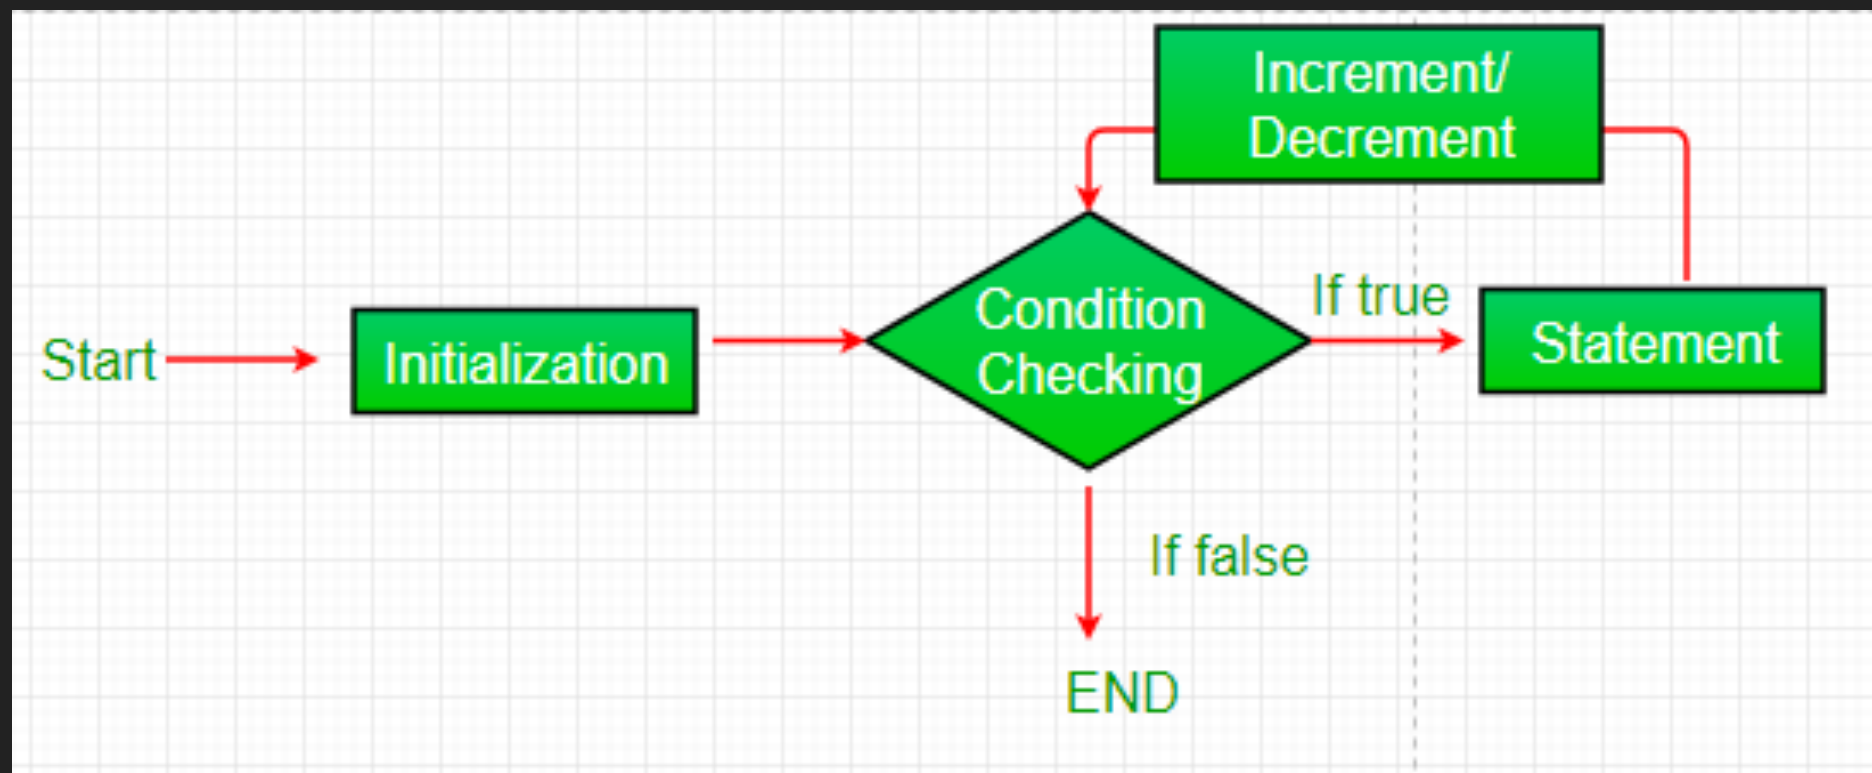 Increment/
Decrement
Start
Initialization
Condition
Checking
If true
Statement
If false
END